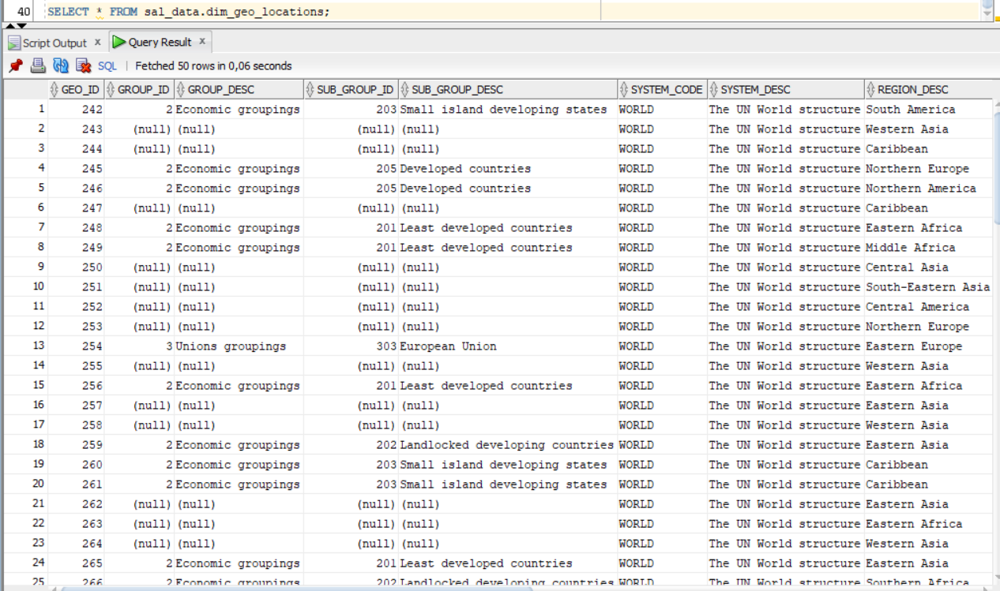 40 SELECT * FROM sal_data.dim_geo_locations;
Script Output x Query Result x
SQL | Fetched 50 rows in 0,06 seconds
GEO_ID GROUP_ID GROUP_DESC SUB_GROUP_ID SUB_GROUP_DESC SYSTEM_CODE SYSTEM_DESC REGION_DESC
1 242 2 Economic groupings 203 Small island developing states WORLD The UN World structure South America
2 243 (null) (null) (null) (null) WORLD The UN World structure Western Asia
3 244 (null) (null) (null) (null) WORLD The UN World structure Caribbean
4 245 2 Economic groupings 205 Developed countries WORLD The UN World structure Northern Europe
5 246 2 Economic groupings 205 Developed countries WORLD The UN World structure Northern America
6 247 (null) (null) (null) (null) WORLD The UN World structure Caribbean
7 248 2 Economic groupings 201 Least developed countries WORLD The UN World structure Eastern Africa
8 249 2 Economic groupings 201 Least developed countries WORLD The UN World structure Middle Africa
9 250 (null) (null) (null) (null) WORLD The UN World structure Central Asia
10 251 (null) (null) (null) (null) WORLD The UN World structure South-Eastern Asia
11 252 (null) (null) (null) (null) WORLD The UN World structure Central America
12 253 (null) (null) (null) (null) WORLD The UN World structure Northern Europe
13 254 3 Unions groupings 303 European Union WORLD The UN World structure Eastern Europe
14 255 (null) (null) (null) (null) WORLD The UN World structure Western Asia
15 256 2 Economic groupings 201 Least developed countries WORLD The UN World structure Eastern Africa
16 257 (null) (null) (null) (null) WORLD The UN World structure Eastern Asia
17 258 (null) (null) (null) (null) WORLD The UN World structure Western Asia
18 259 2 Economic groupings 202 Landlocked developing countries WORLD The UN World structure Eastern Asia
19 260 2 Economic groupings 203 Small island developing states WORLD The UN World structure Caribbean
20 261 2 Economic groupings 203 Small island developing states WORLD The UN World structure Caribbean
21 262 (null) (null) (null) (null) WORLD The UN World structure Eastern Asia
22 263 (null) (null) (null) (null) WORLD The UN World structure Eastern Africa
23 264 (null) (null) (null) (null) WORLD The UN World structure Western Asia
24 265 2 Economic groupings 201 Least developed countries WORLD The UN World structure Eastern Asia
25 266 2 Economic groupings 202 Landlocked developing countries WORLD The UN World structure Southern Africa